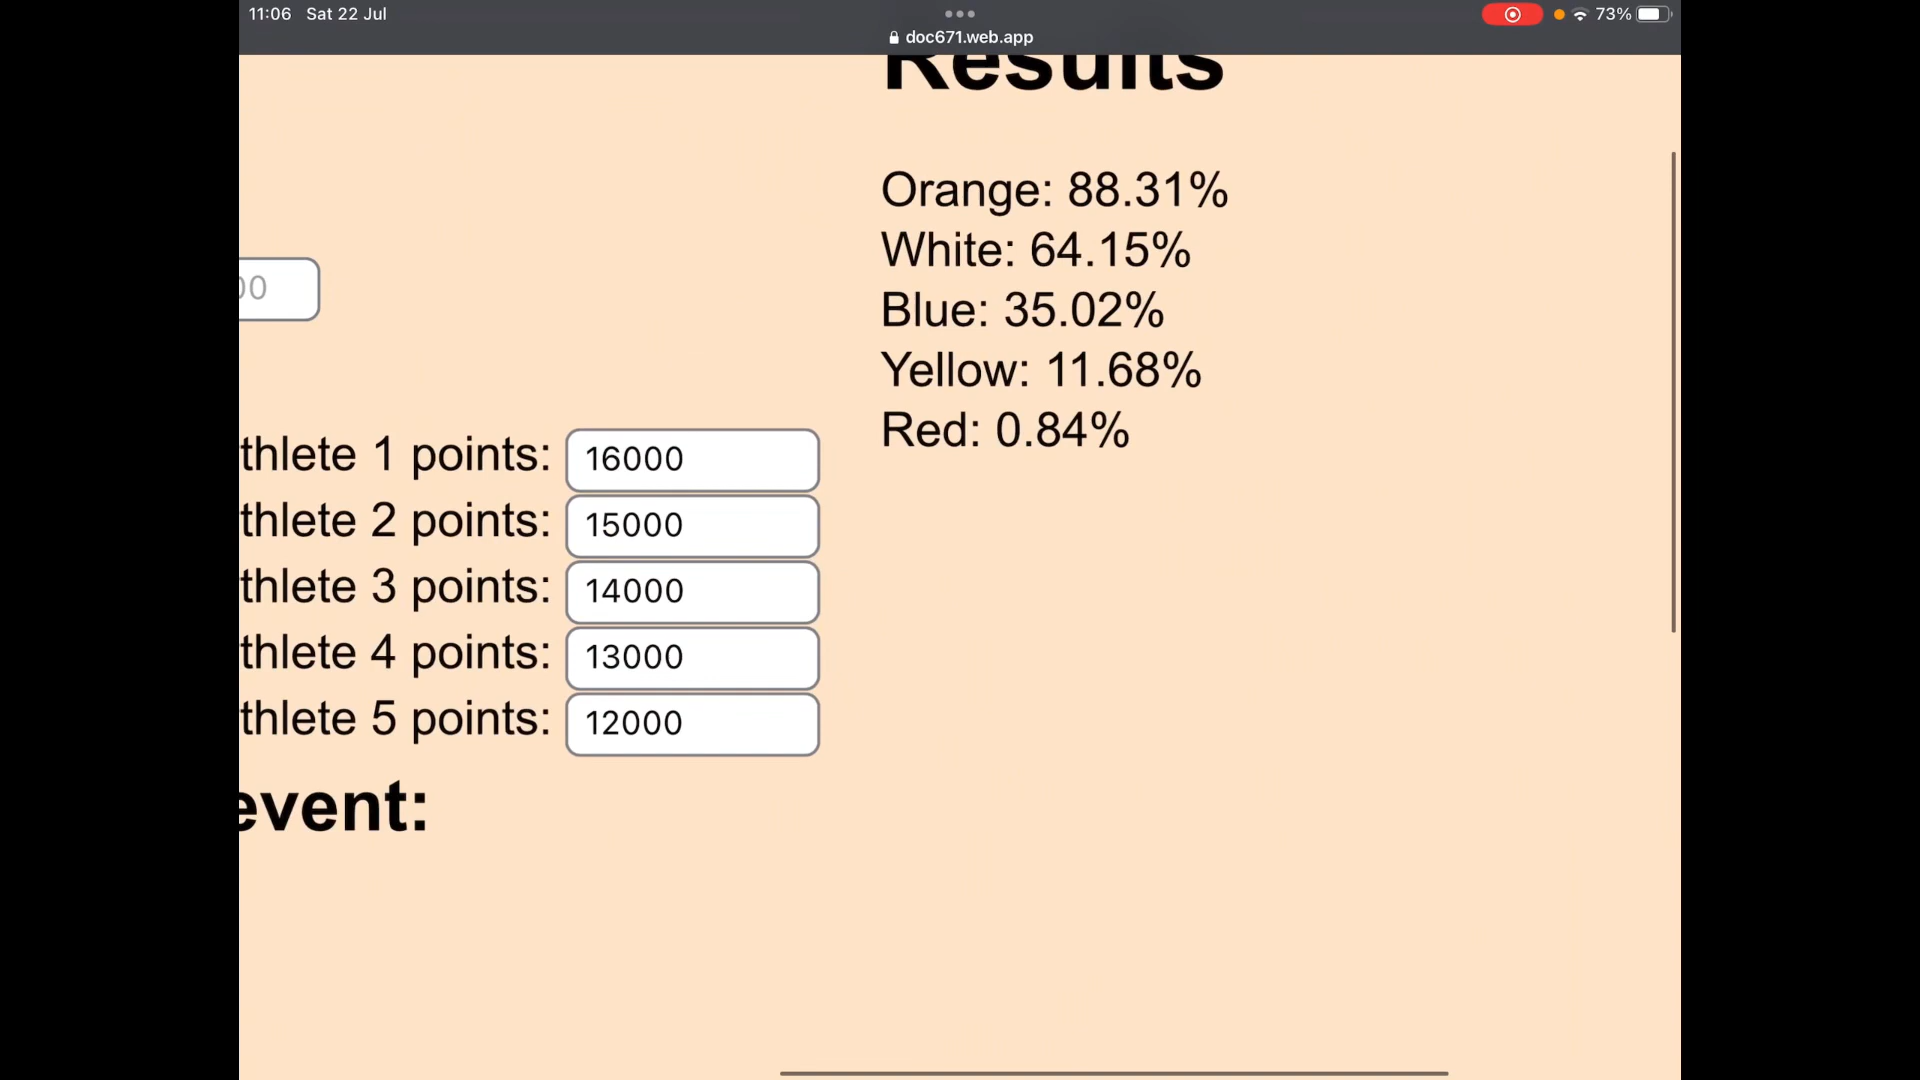 11:06 Sat 22 Jul
73%
doc671.web.app
Results
Orange: 88.31%
White: 64.15%
Blue: 35.02%
Yellow: 11.68%
Red: 0.84%
00
thlete 1 points: 16000
thlete 2 points: 15000
thlete 3 points: 14000
thlete 4 points: 13000
thlete 5 points: 12000
event: